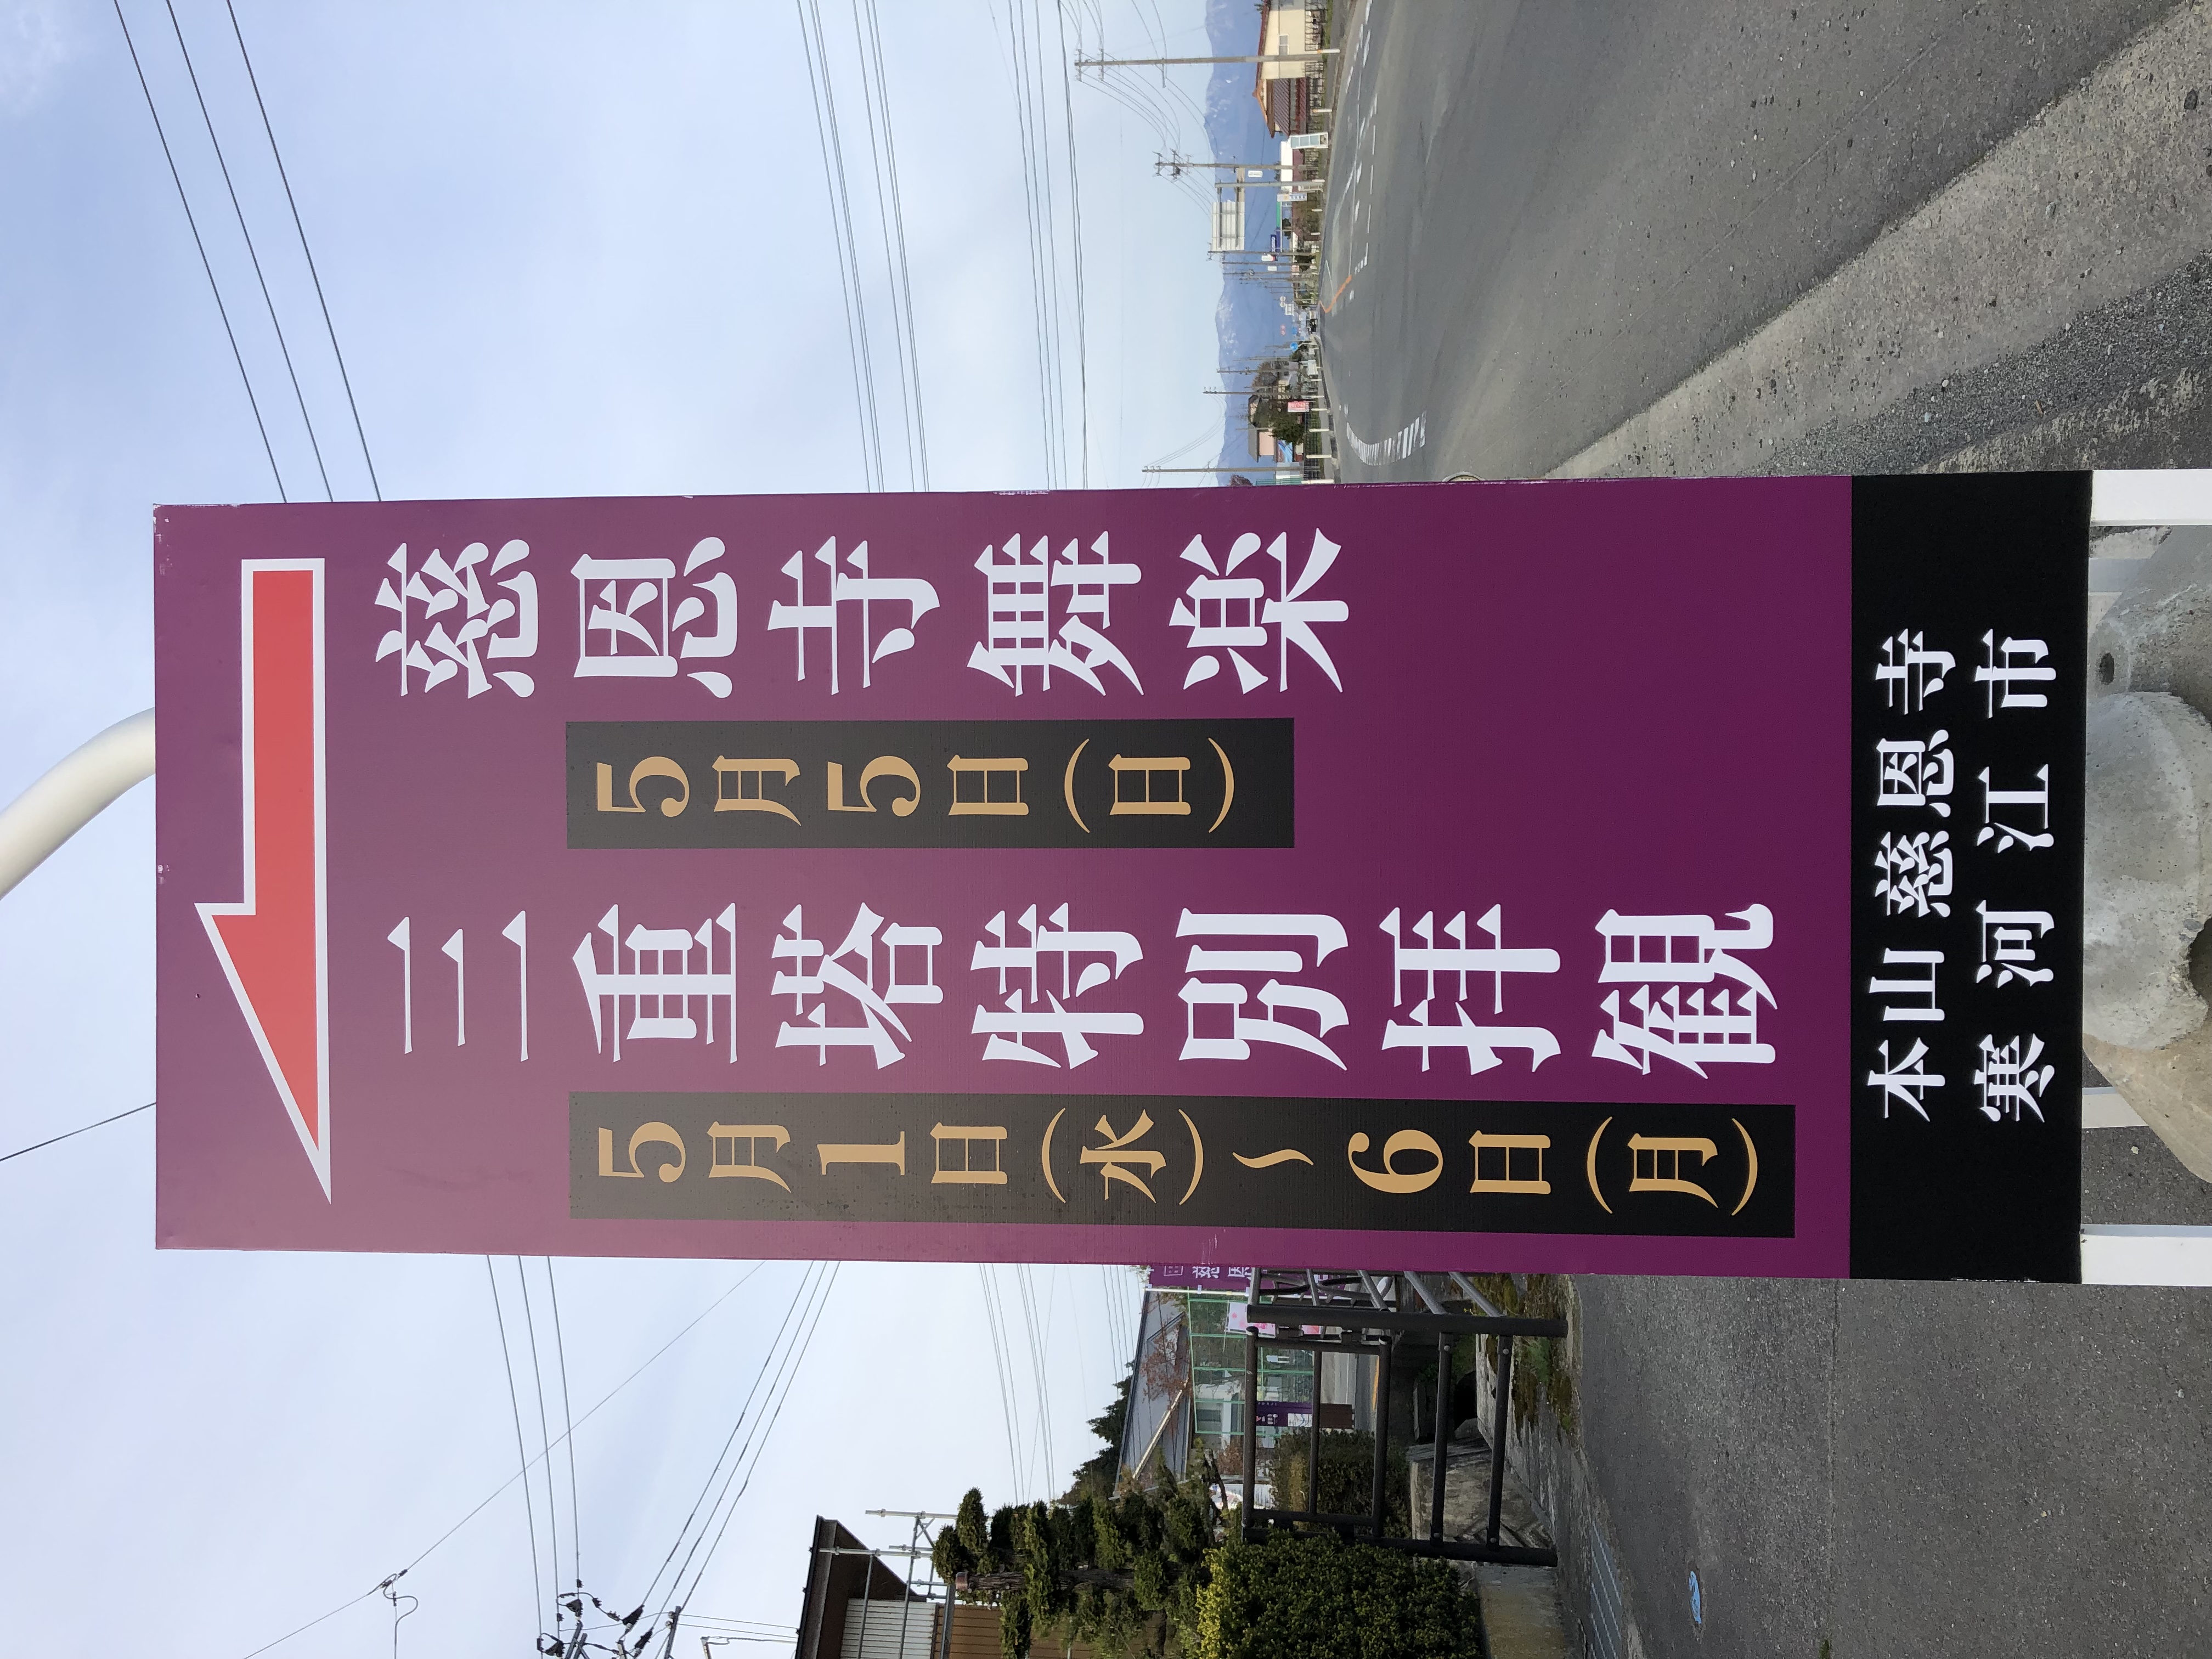 慈恩寺舞楽
5月5日(日)
三重塔特別拝観
5月1日(水)～6日(月)
本山慈恩寺
寒河江市